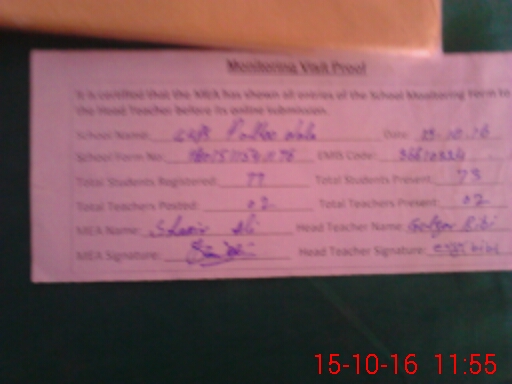 Monitoring Visit Proof
It is certified that the MEA has shown all entries of the School Monitoring Form to
the Head Teacher before its online submission.
School Name: Date: 15-10-16
School Form No: EMIS Code:
Total Students Registered: 77 Total Students Present: 73
Total Teachers Posted: 02 Total Teachers Present: 02
MEA Name: Ali Head Teacher Name: Bibi
MEA Signature: Head Teacher Signature:
15-10-16 11:55